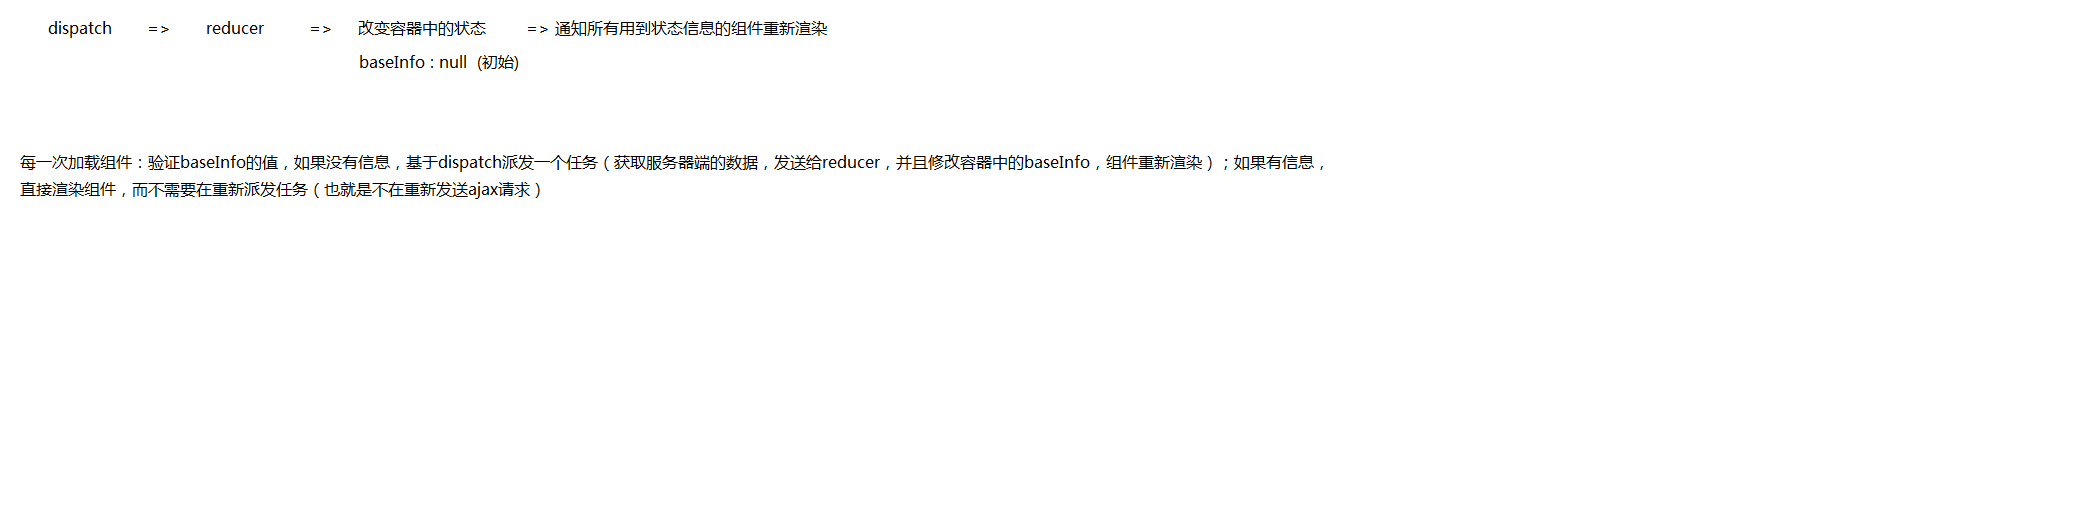 dispatch => reducer => 改变容器中的状态 => 通知所有用到状态信息的组件重新渲染
baseInfo : null (初始)
每一次加载组件：验证baseInfo的值，如果没有信息，基于dispatch派发一个任务（获取服务器端的数据，发送给reducer，并且修改容器中的baseInfo，组件重新渲染）；如果有信息，
直接渲染组件，而不需要在重新派发任务（也就是不在重新发送ajax请求）